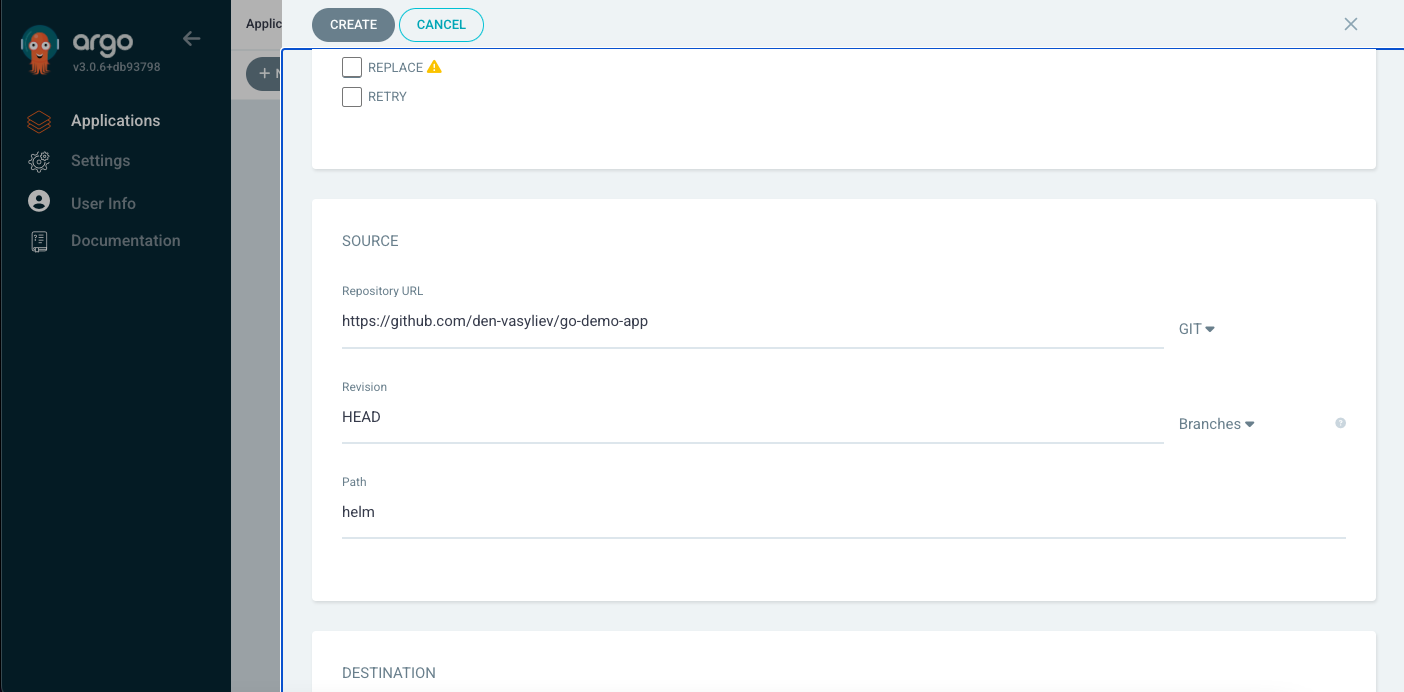 argo
v3.0.6+db93798
Applications
Settings
User Info
Documentation
Applic
+ N
CREATE
CANCEL
REPLACE
RETRY
SOURCE
Repository URL
https://github.com/den-vasyliev/go-demo-app
GIT
Revision
HEAD
Branches
?
Path
helm
DESTINATION